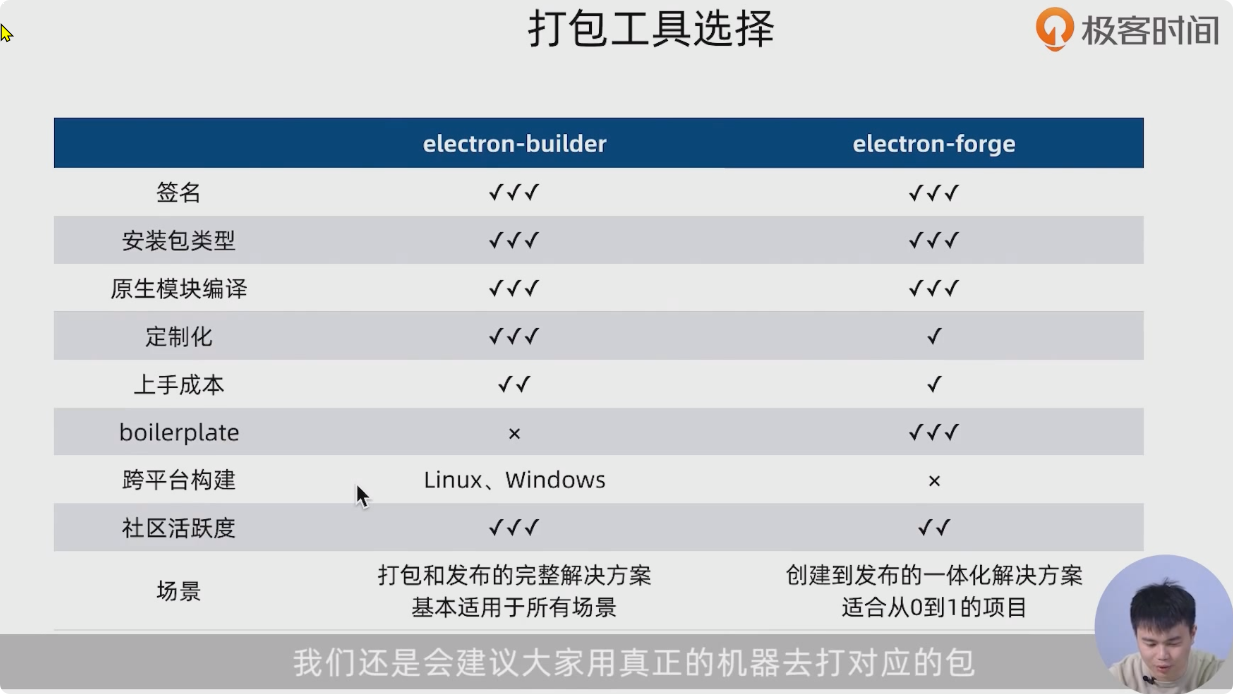 打包工具选择
极客时间
electron-builder electron-forge
签名 ✓✓✓ ✓✓✓
安装包类型 ✓✓✓ ✓✓✓
原生模块编译 ✓✓✓ ✓✓✓
定制化 ✓✓✓ ✓
上手成本 ✓✓ ✓
boilerplate × ✓✓✓
跨平台构建 Linux、Windows ×
社区活跃度 ✓✓✓ ✓✓
场景
打包和发布的完整解决方案
基本适用于所有场景
创建到发布的一体化解决方案
适合从0到1的项目
我们还是会建议大家用真正的机器去打对应的包